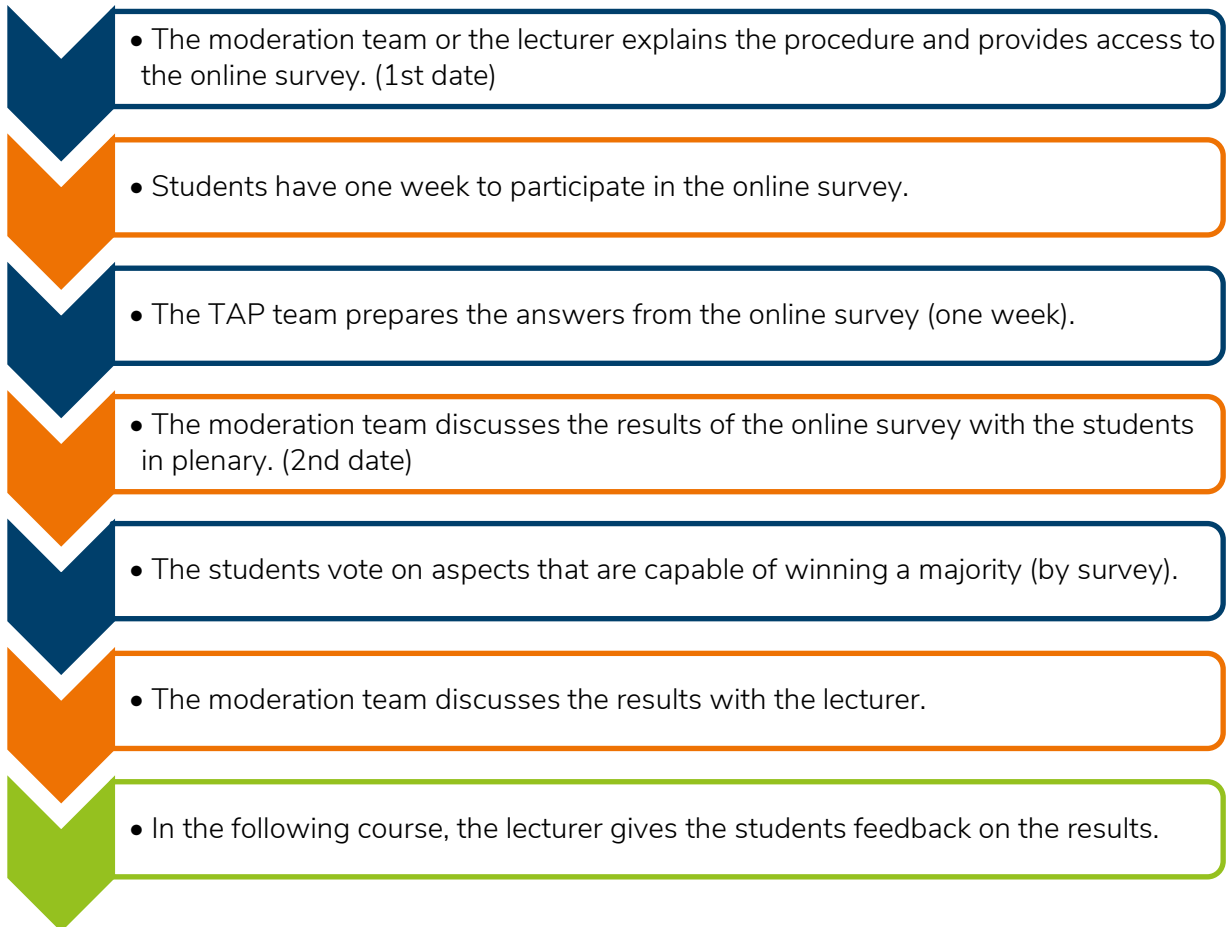 • The moderation team or the lecturer explains the procedure and provides access to
the online survey. (1st date)
• Students have one week to participate in the online survey.
• The TAP team prepares the answers from the online survey (one week).
• The moderation team discusses the results of the online survey with the students
in plenary. (2nd date)
• The students vote on aspects that are capable of winning a majority (by survey).
• The moderation team discusses the results with the lecturer.
• In the following course, the lecturer gives the students feedback on the results.